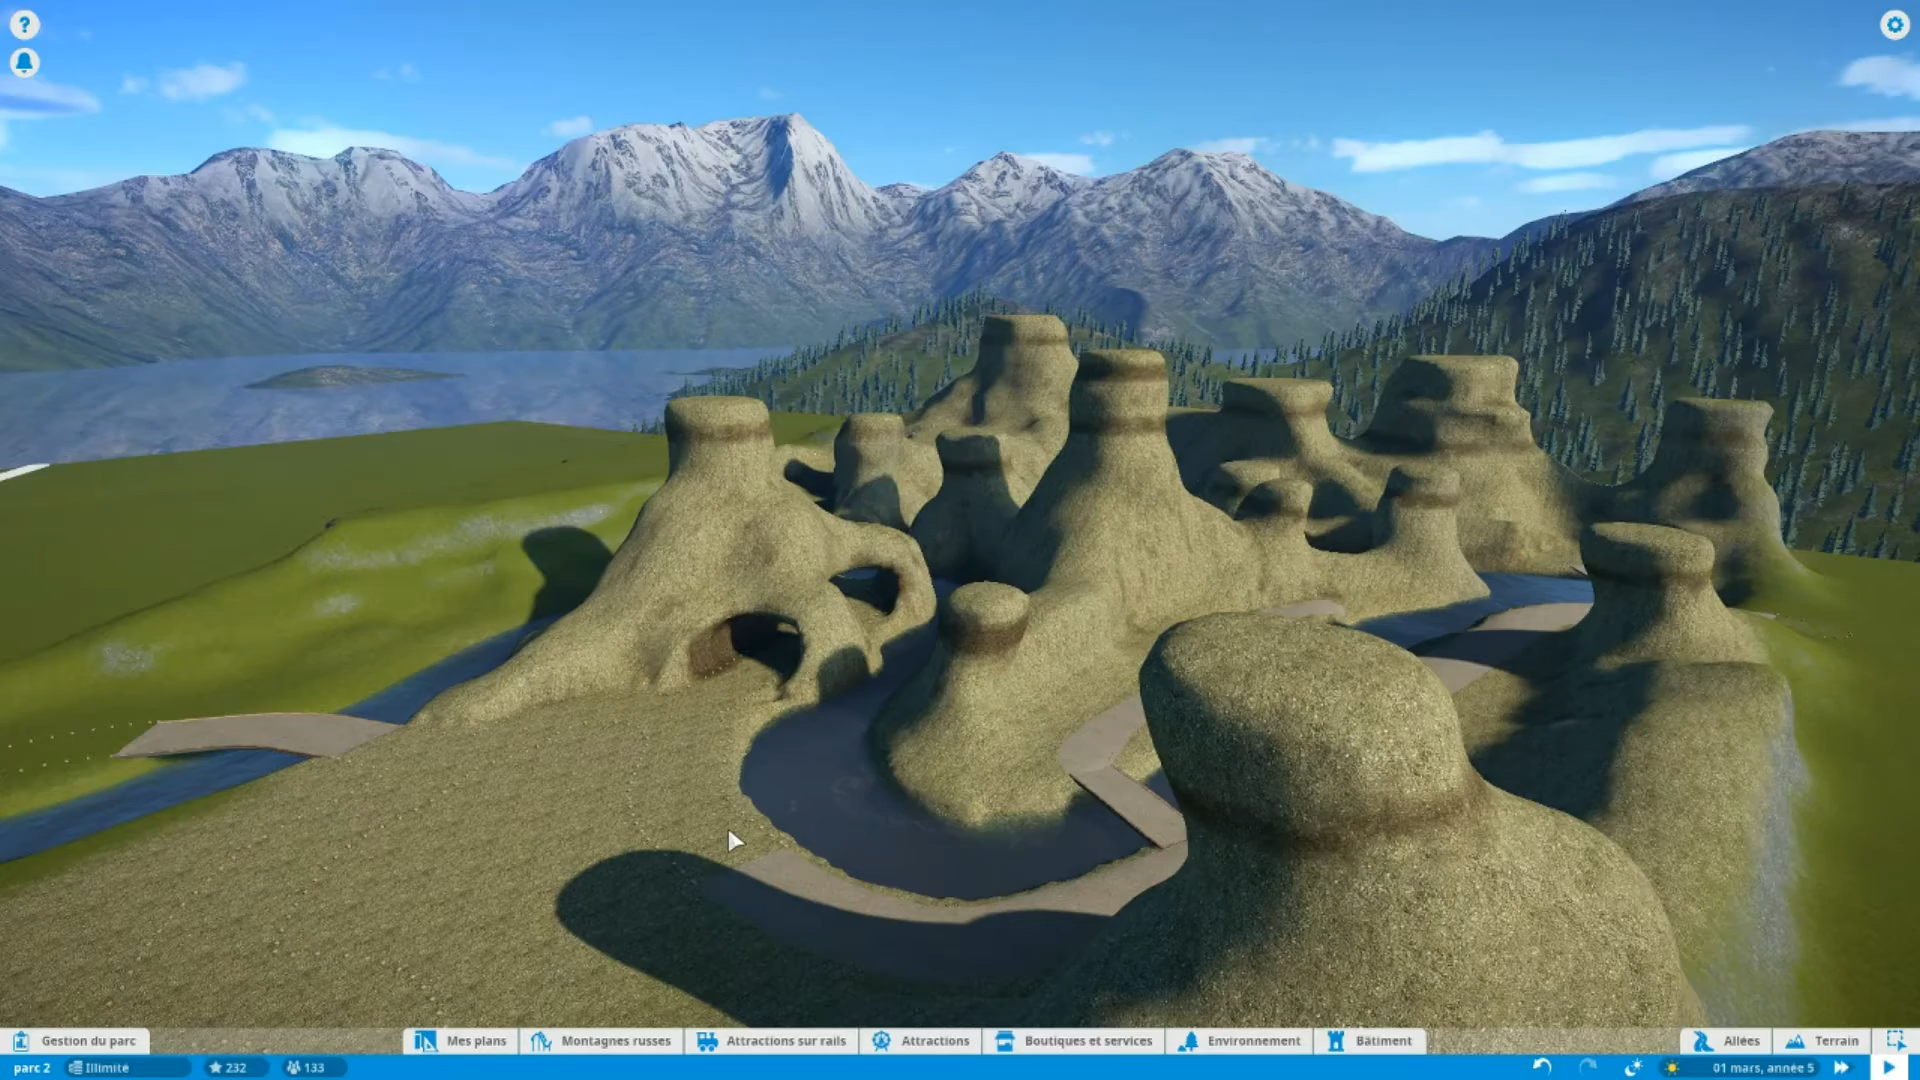 ?
Gestion du parc
Mes plans
Montagnes russes
Attractions sur rails
Attractions
Boutiques et services
Environnement
Bâtiment
Allées
Terrain
parc 2
Illimité
232
133
01 mars, année 5